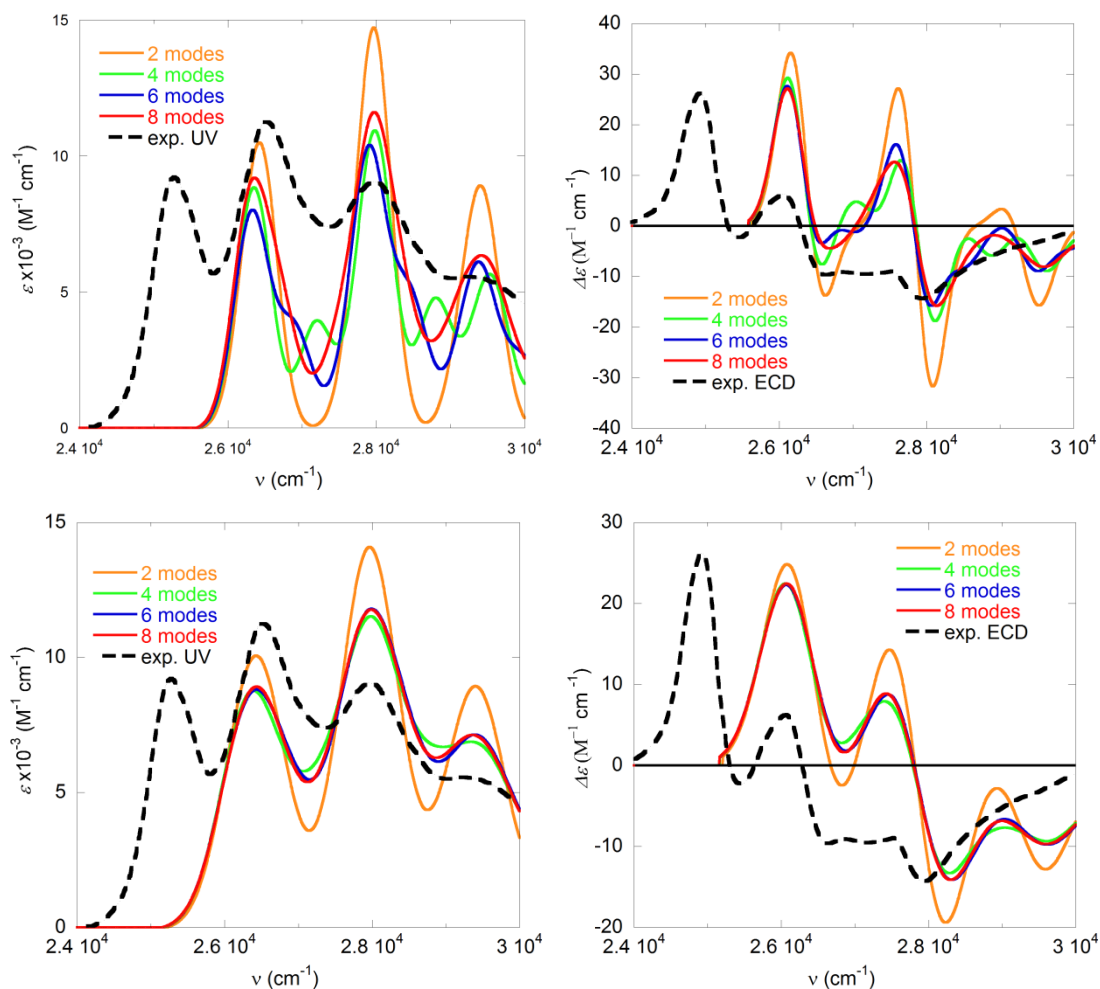 15
10
5
0
ε x10⁻³ (M⁻¹ cm⁻¹)
2 modes
4 modes
6 modes
8 modes
exp. UV
2.4 10⁴
2.6 10⁴
2.8 10⁴
3 10⁴
ν (cm⁻¹)
40
30
20
10
0
-10
-20
-30
-40
Δε (M⁻¹ cm⁻¹)
2 modes
4 modes
6 modes
8 modes
exp. ECD
2.4 10⁴
2.6 10⁴
2.8 10⁴
3 10⁴
ν (cm⁻¹)
15
10
5
0
ε x10⁻³ (M⁻¹ cm⁻¹)
2 modes
4 modes
6 modes
8 modes
exp. UV
2.4 10⁴
2.6 10⁴
2.8 10⁴
3 10⁴
ν (cm⁻¹)
30
20
10
0
-10
-20
Δε (M⁻¹ cm⁻¹)
2 modes
4 modes
6 modes
8 modes
exp. ECD
2.4 10⁴
2.6 10⁴
2.8 10⁴
3 10⁴
ν (cm⁻¹)